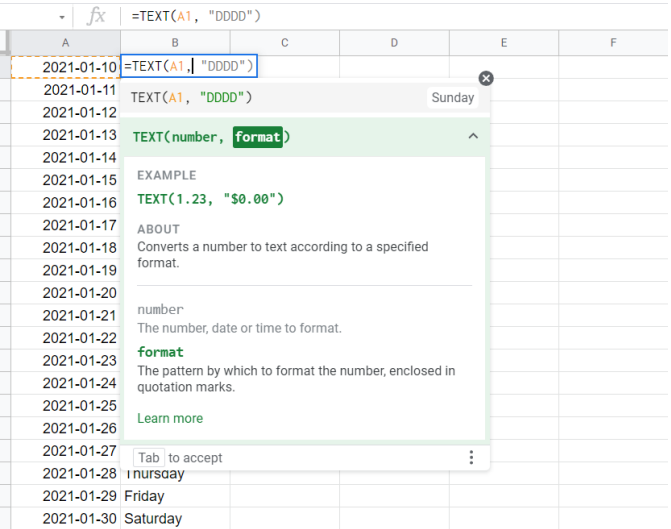 fx =TEXT(A1, "DDDD")
A B C D E F
2021-01-10 =TEXT(A1, "DDDD")
2021-01-11
TEXT(A1, "DDDD") Sunday
2021-01-12
2021-01-13 TEXT(number, format)
2021-01-14
2021-01-15 EXAMPLE
2021-01-16 TEXT(1.23, "$0.00")
2021-01-17 ABOUT
2021-01-18 Converts a number to text according to a specified
format.
2021-01-19
2021-01-20
2021-01-21 number
2021-01-22 The number, date or time to format.
2021-01-23 format
2021-01-24 The pattern by which to format the number, enclosed in
quotation marks.
2021-01-25
2021-01-26 Learn more
2021-01-27 Tab to accept
2021-01-28 Thursday
2021-01-29 Friday
2021-01-30 Saturday